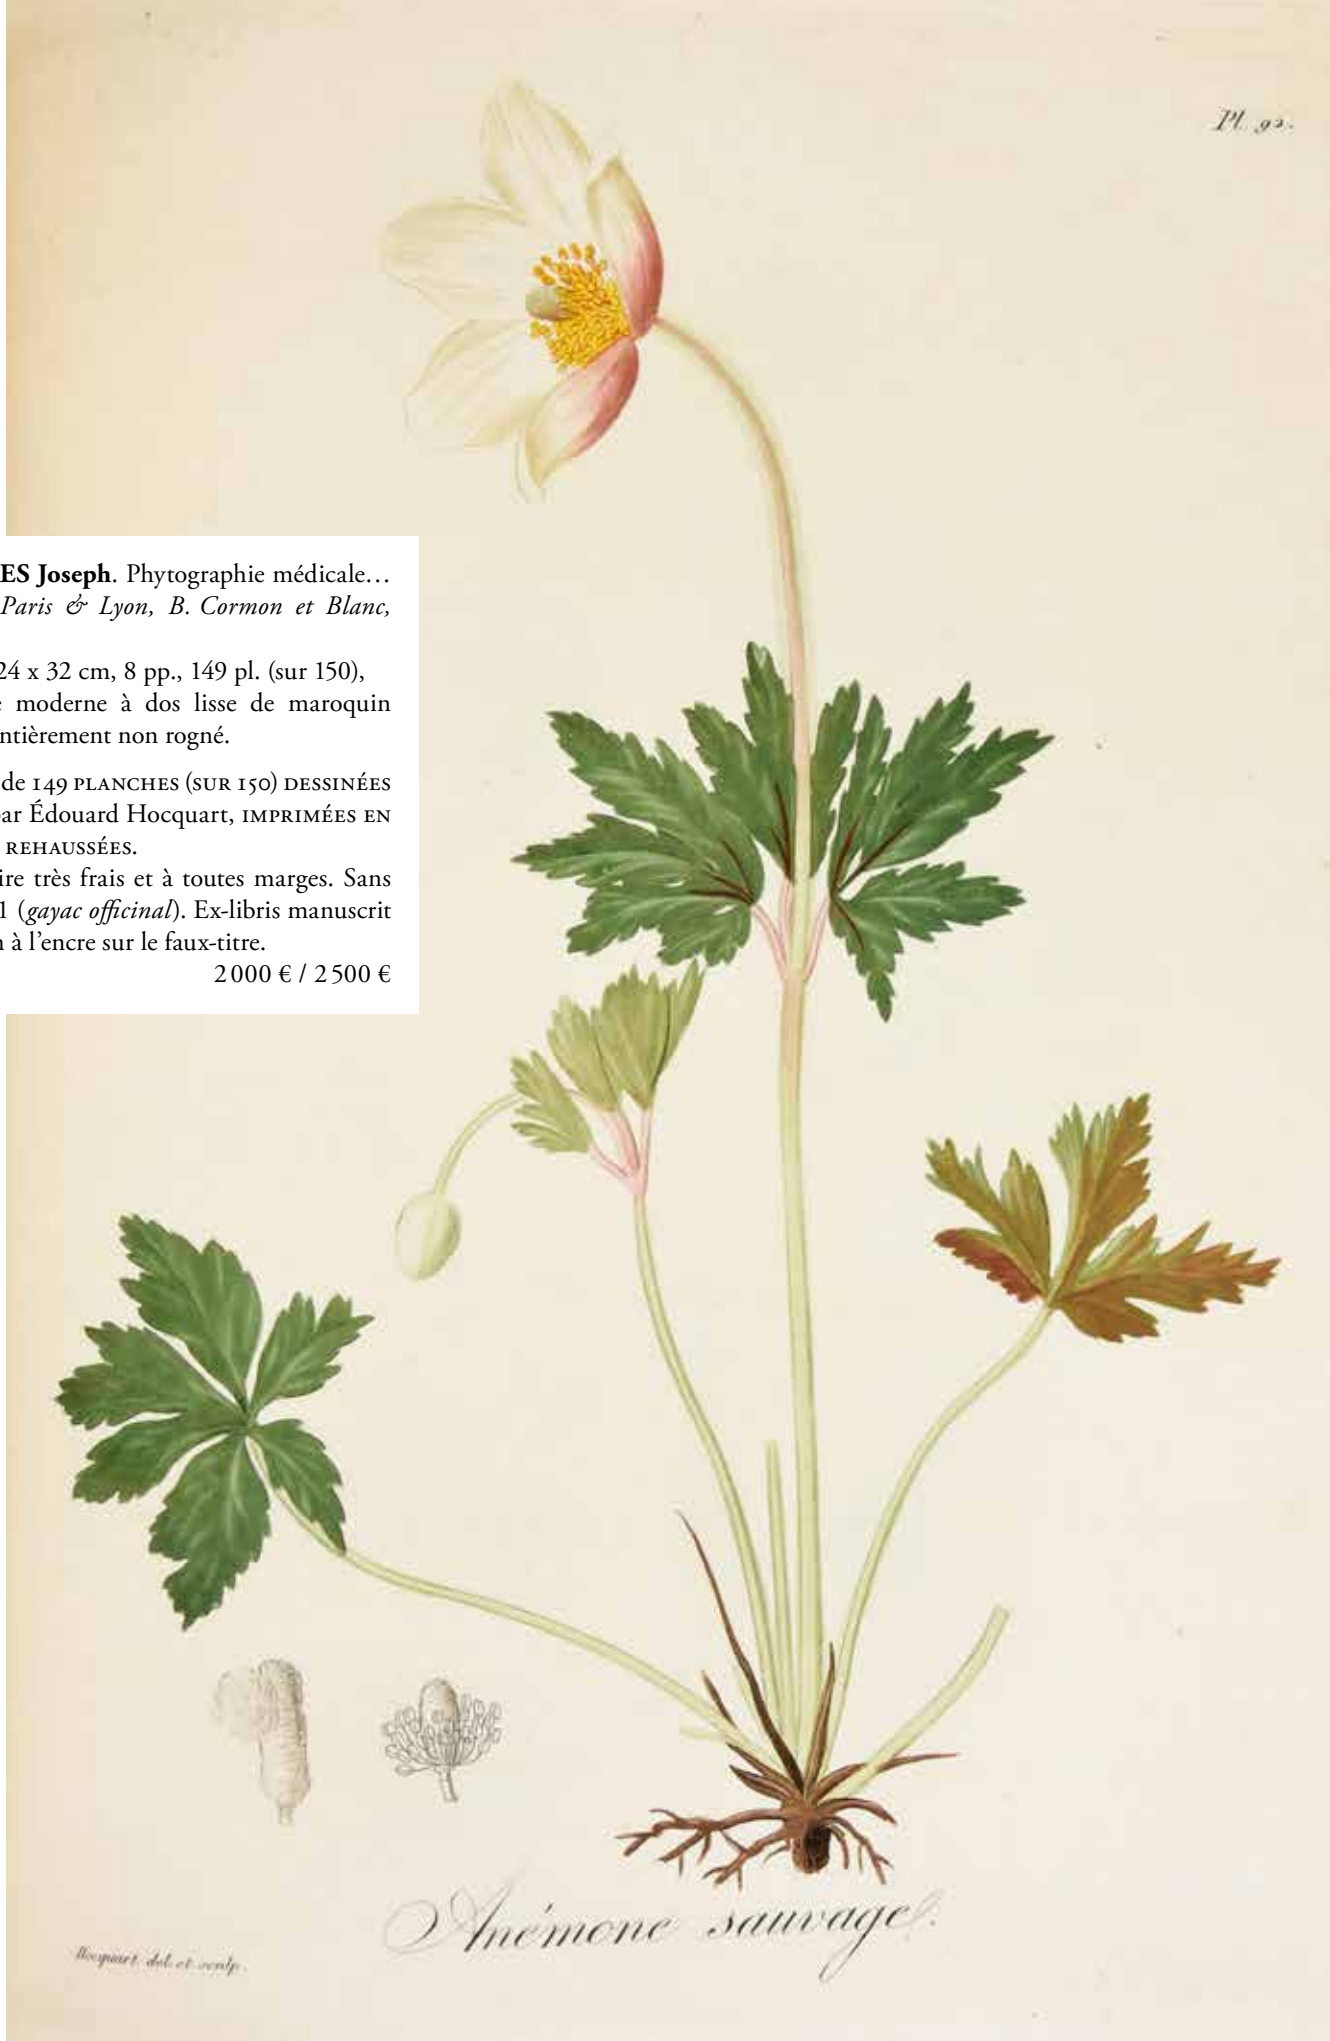 Pl. 92.
ES Joseph. Phytographie médicale…
Paris & Lyon, B. Cormon et Blanc,
24 x 32 cm, 8 pp., 149 pl. (sur 150),
moderne à dos lisse de maroquin
ntièrement non rogné.
de 149 PLANCHES (SUR 150) DESSINÉES
ar Édouard Hocquart, IMPRIMÉES EN
REHAUSSÉES.
ire très frais et à toutes marges. Sans
1 (gayac officinal). Ex-libris manuscrit
à l’encre sur le faux-titre.
2 000 € / 2 500 €
Anémone sauvage.
Hocquart del. et sculp.